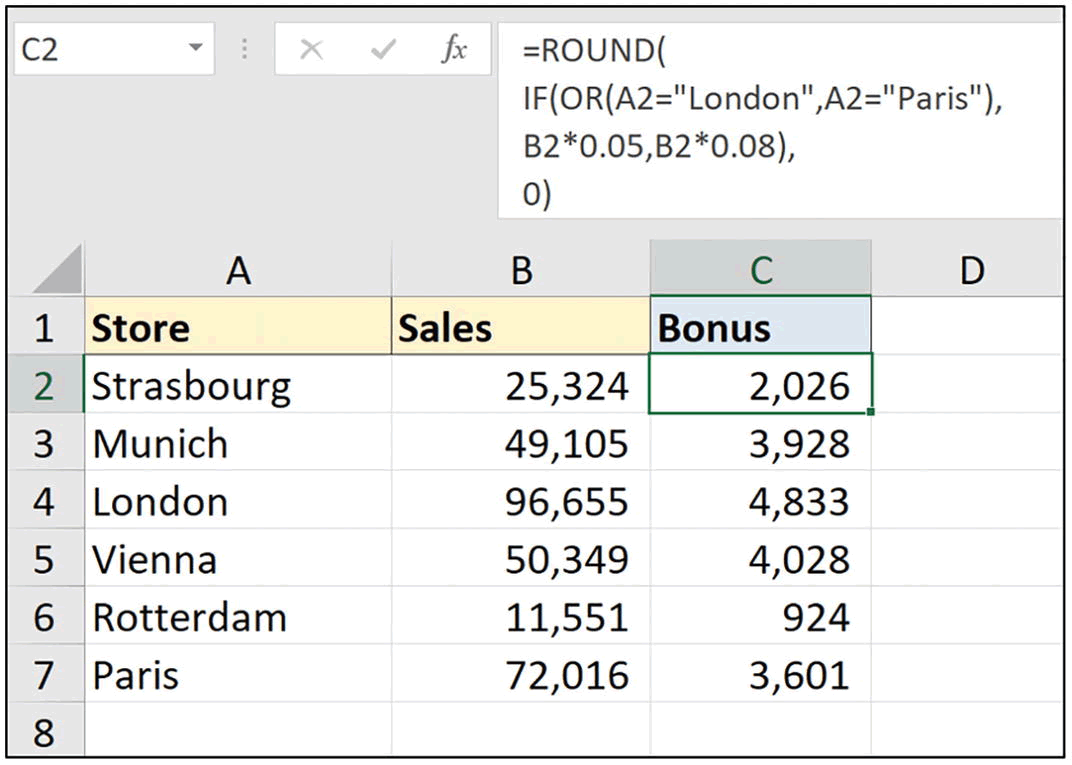 C2 fx =ROUND(
IF(OR(A2="London",A2="Paris"),
B2*0.05,B2*0.08),
0)
A B C D
1 Store Sales Bonus
2 Strasbourg 25,324 2,026
3 Munich 49,105 3,928
4 London 96,655 4,833
5 Vienna 50,349 4,028
6 Rotterdam 11,551 924
7 Paris 72,016 3,601
8